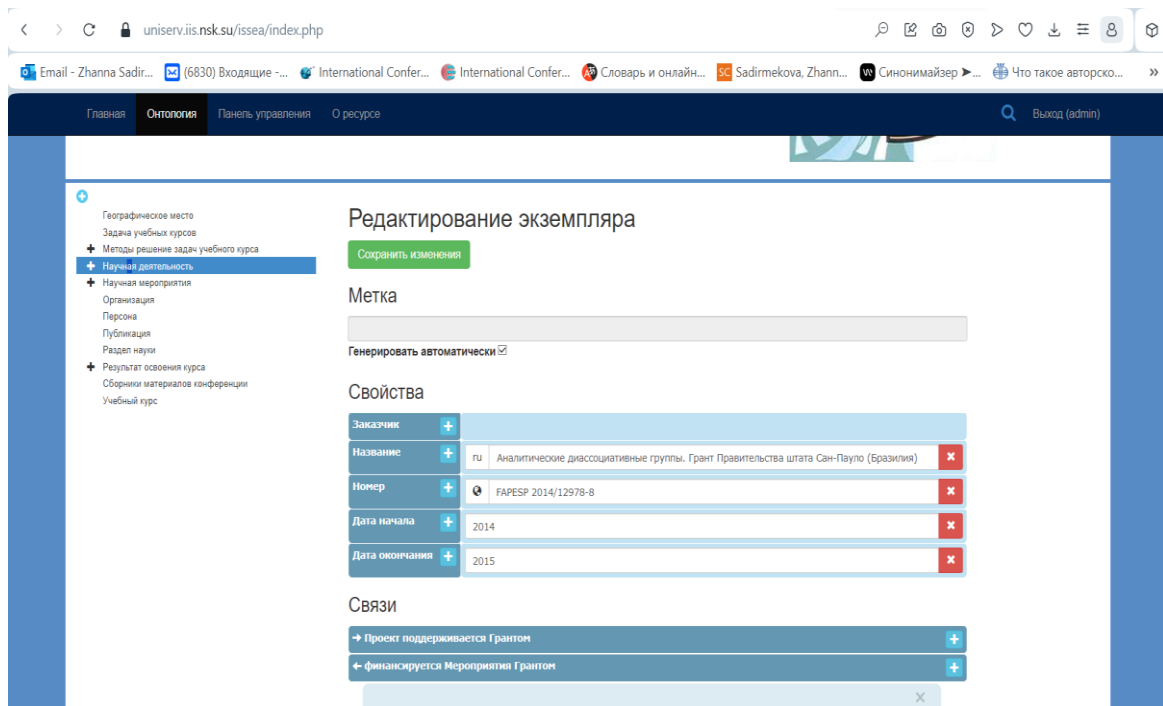 uniserv.iis.nsk.su/issea/index.php
Email - Zhanna Sadir... (6830) Входящие -... International Confer... International Confer... Словарь и онлайн... SC Sadirmekova, Zhann... Синонимайзер ➤... Что такое авторско... »
Главная Онтология Панель управления О ресурсе Выход (admin)
Географическое место
Задача учебных курсов
Методы решение задач учебного курса
Научная деятельность
Научная мероприятия
Организация
Персона
Публикация
Раздел науки
Результат освоения курса
Сборники материалов конференции
Учебный курс
Редактирование экземпляра
Сохранить изменения
Метка
Генерировать автоматически
Свойства
Заказчик +
Название + ru Аналитические диассоциативные группы. Грант Правительства штата Сан-Пауло (Бразилия) ×
Номер + FAPESP 2014/12978-8 ×
Дата начала + 2014 ×
Дата окончания + 2015 ×
Связи
→ Проект поддерживается Грантом +
← финансируется Мероприятия Грантом +
×